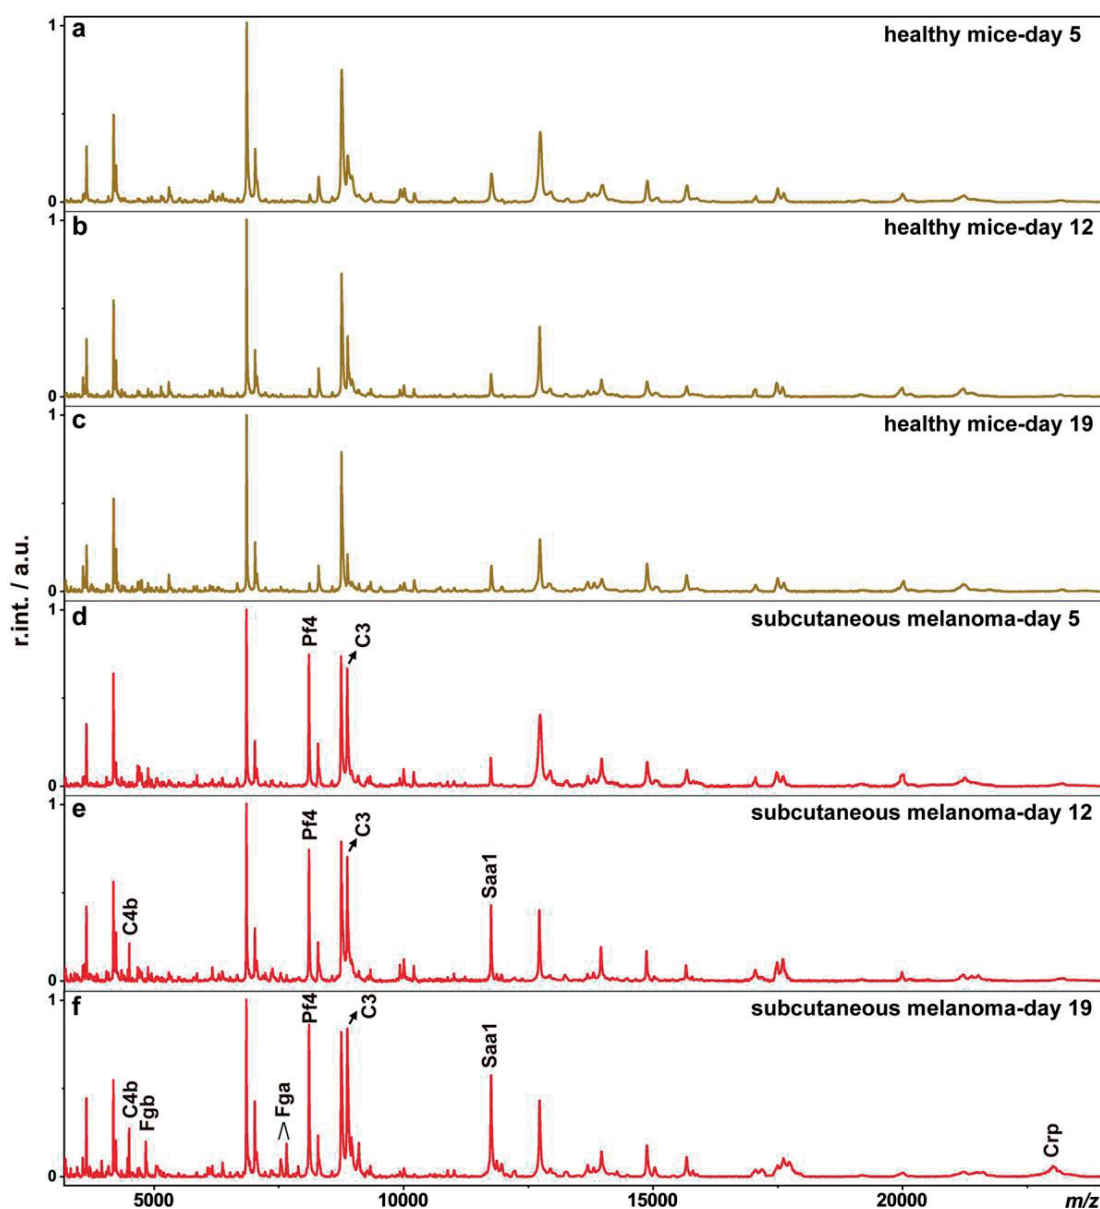 r.int. / a.u.
1
a
healthy mice-day 5
0
1
b
healthy mice-day 12
0
1
c
healthy mice-day 19
0
1
d
subcutaneous melanoma-day 5
Pf4
C3
0
1
e
subcutaneous melanoma-day 12
C4b
Pf4
C3
Saa1
0
1
f
subcutaneous melanoma-day 19
C4b
Fgb
Fga
Pf4
C3
Saa1
Crp
0
5000 10000 15000 20000 m/z